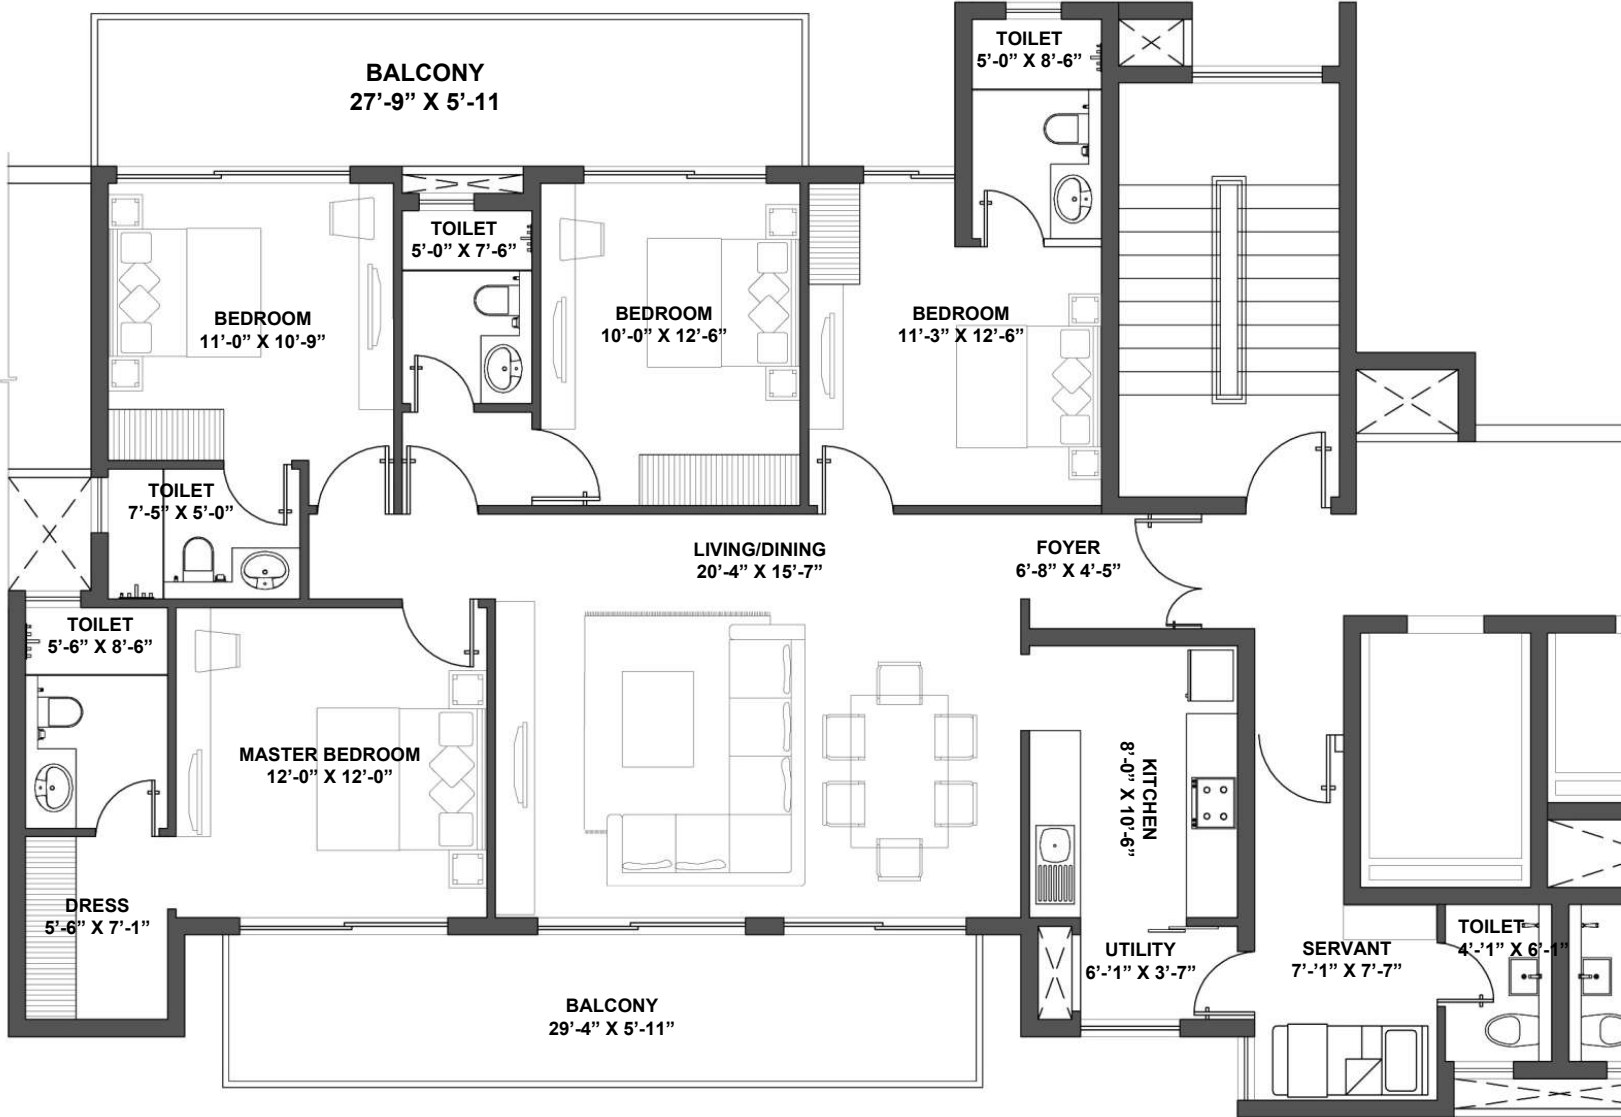 TOILET
5’-0” X 8’-6”
BALCONY
27’-9” X 5’-11
TOILET
5’-0” X 7’-6”
BEDROOM
11’-0” X 10’-9”
BEDROOM
10’-0” X 12’-6”
BEDROOM
11’-3” X 12’-6”
TOILET
7’-5” X 5’-0”
LIVING/DINING
20’-4” X 15’-7”
FOYER
6’-8” X 4’-5”
TOILET
5’-6” X 8’-6”
MASTER BEDROOM
12’-0” X 12’-0”
KITCHEN
8’-0” X 10’-6”
DRESS
5’-6” X 7’-1”
UTILITY
6’-’1” X 3’-7”
SERVANT
7’-’1” X 7’-7”
TOILET
4’-’1” X 6’-1”
BALCONY
29’-4” X 5’-11”